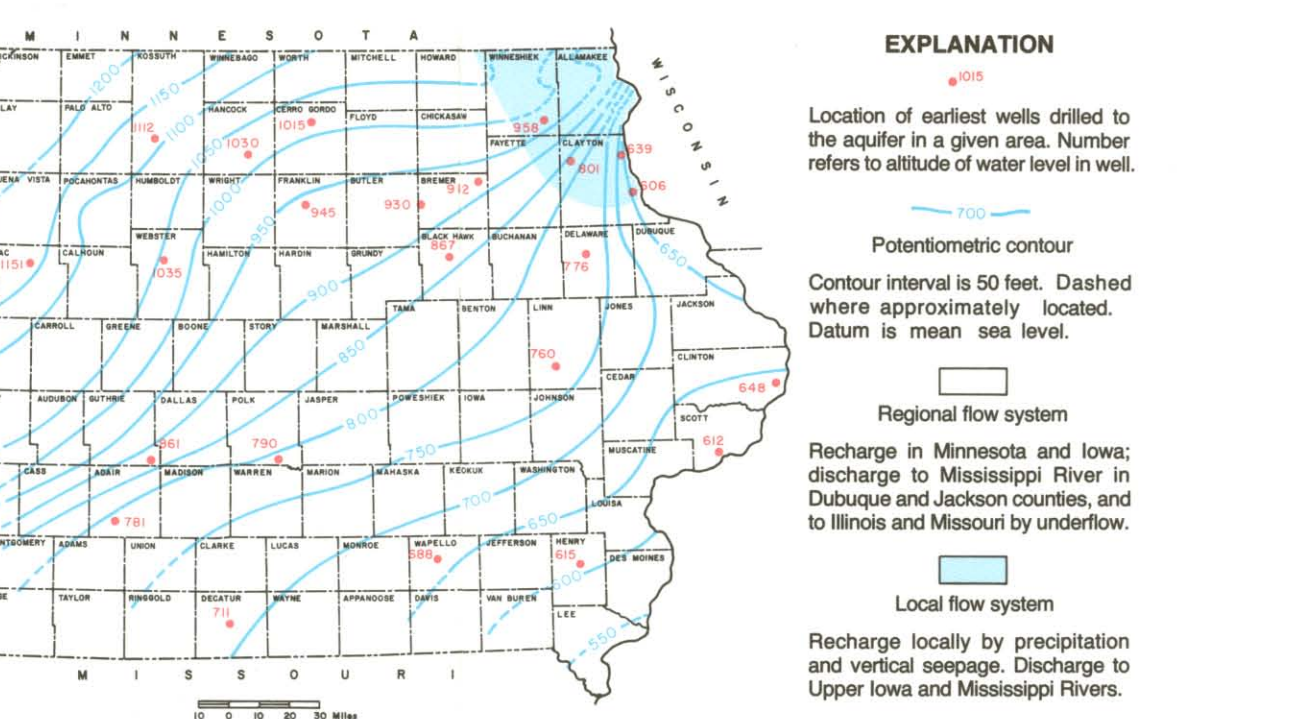 M I N N E S O T A
CKINSON EMMET KOSSUTH WINNEBAGO WORTH MITCHELL HOWARD WINNESHIEK ALLAMAKEE
WISCONSIN
1200
1150
LAY PALO ALTO HANCOCK CERRO GORDO FLOYD CHICKASAW
1112 1100 1030 1015 958
FAYETTE CLAYTON 639
1050 801
ENA VISTA POCAHONTAS HUMBOLDT WRIGHT FRANKLIN BUTLER BREMER 912 606
1000 945 930
950
WEBSTER BLACK HAWK BUCHANAN DELAWARE DUBUQUE
AC CALHOUN HAMILTON HARDIN GRUNDY 867
1151 1035 776 650
900
TAMA BENTON LINN JONES JACKSON
CARROLL GREENE BOONE STORY MARSHALL
850 760 CLINTON
CEDAR 648
AUDUBON GUTHRIE DALLAS POLK JASPER POWESHIEK IOWA JOHNSON
800 SCOTT
861 790 750 612
MUSCATINE
CASS ADAIR MADISON WARREN MARION MAHASKA KEOKUK WASHINGTON
700 LOUISA
781 650
NTGOMERY ADAMS UNION CLARKE LUCAS MONROE WAPELLO JEFFERSON HENRY
688 615 DES MOINES
600
GE TAYLOR RINGGOLD DECATUR WAYNE APPANOOSE DAVIS VAN BUREN
711 LEE
550
M I S S O U R I
10 0 10 20 30 Miles
EXPLANATION
1015
Location of earliest wells drilled to
the aquifer in a given area. Number
refers to altitude of water level in well.
700
Potentiometric contour
Contour interval is 50 feet. Dashed
where approximately located.
Datum is mean sea level.
Regional flow system
Recharge in Minnesota and Iowa;
discharge to Mississippi River in
Dubuque and Jackson counties, and
to Illinois and Missouri by underflow.
Local flow system
Recharge locally by precipitation
and vertical seepage. Discharge to
Upper Iowa and Mississippi Rivers.